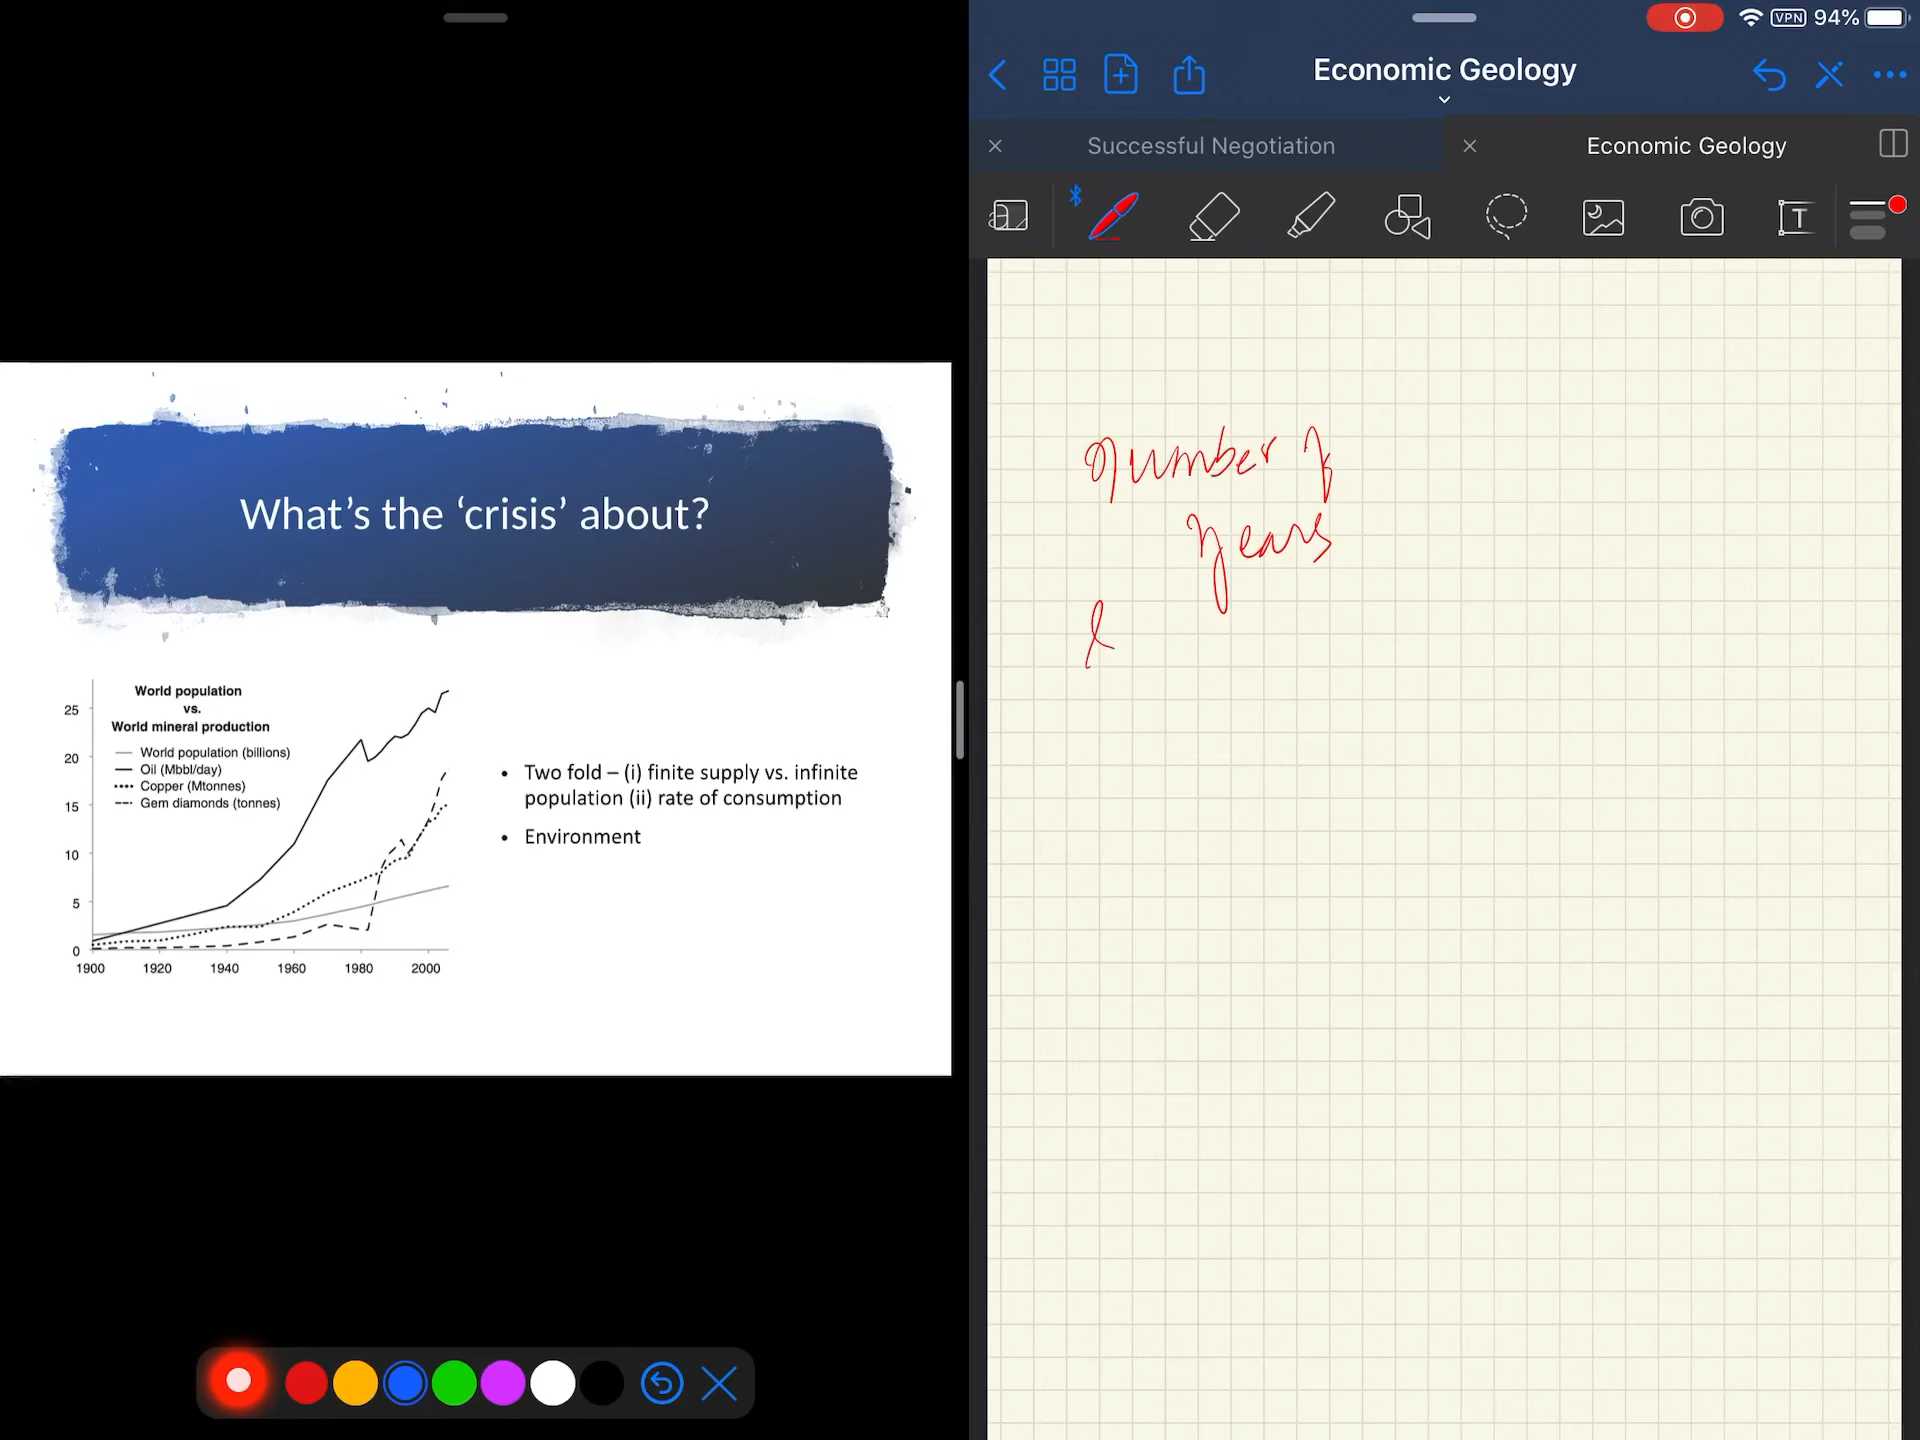 What's the 'crisis' about?
World population
vs.
World mineral production
World population (billions)
Oil (Mbbl/day)
Copper (Mtonnes)
Gem diamonds (tonnes)
25
20
15
10
5
0
1900 1920 1940 1960 1980 2000
• Two fold – (i) finite supply vs. infinite
population (ii) rate of consumption
• Environment
VPN 94%
Economic Geology
Successful Negotiation
Economic Geology
T
Number of
years